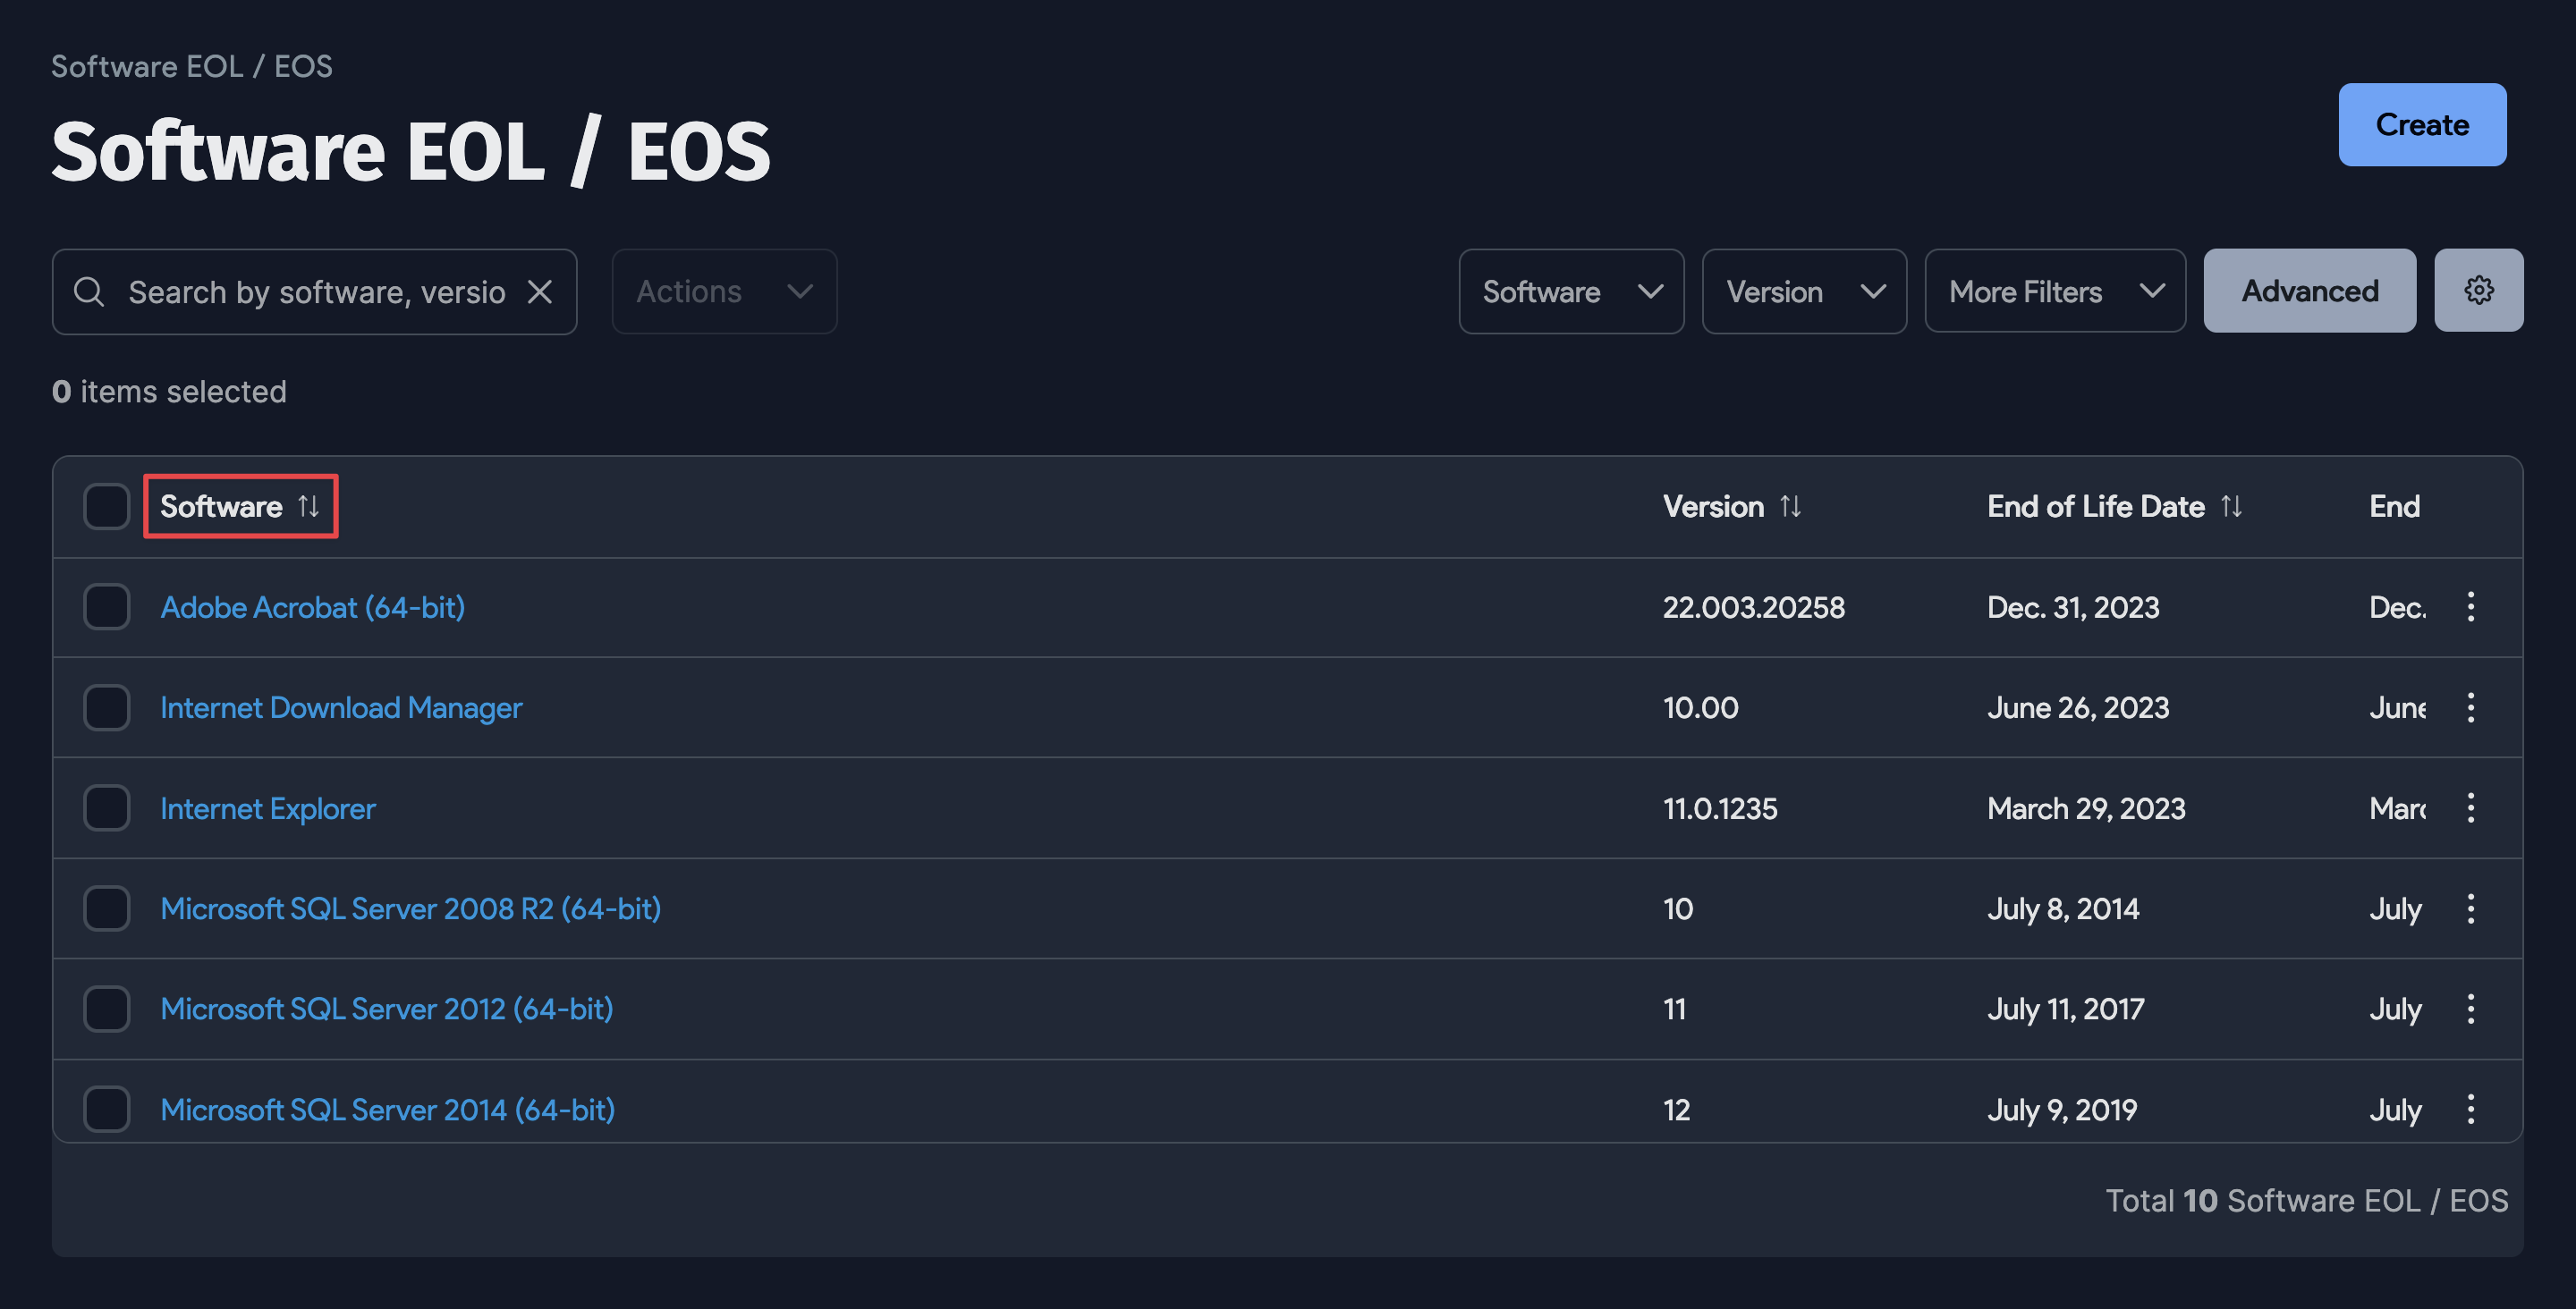 Software EOL / EOS
Software EOL / EOS
Create
Search by software, versio
Actions
Software
Version
More Filters
Advanced
0 items selected
Software Version End of Life Date End
Adobe Acrobat (64-bit) 22.003.20258 Dec. 31, 2023 Dec.
Internet Download Manager 10.00 June 26, 2023 June
Internet Explorer 11.0.1235 March 29, 2023 Marc
Microsoft SQL Server 2008 R2 (64-bit) 10 July 8, 2014 July
Microsoft SQL Server 2012 (64-bit) 11 July 11, 2017 July
Microsoft SQL Server 2014 (64-bit) 12 July 9, 2019 July
Total 10 Software EOL / EOS